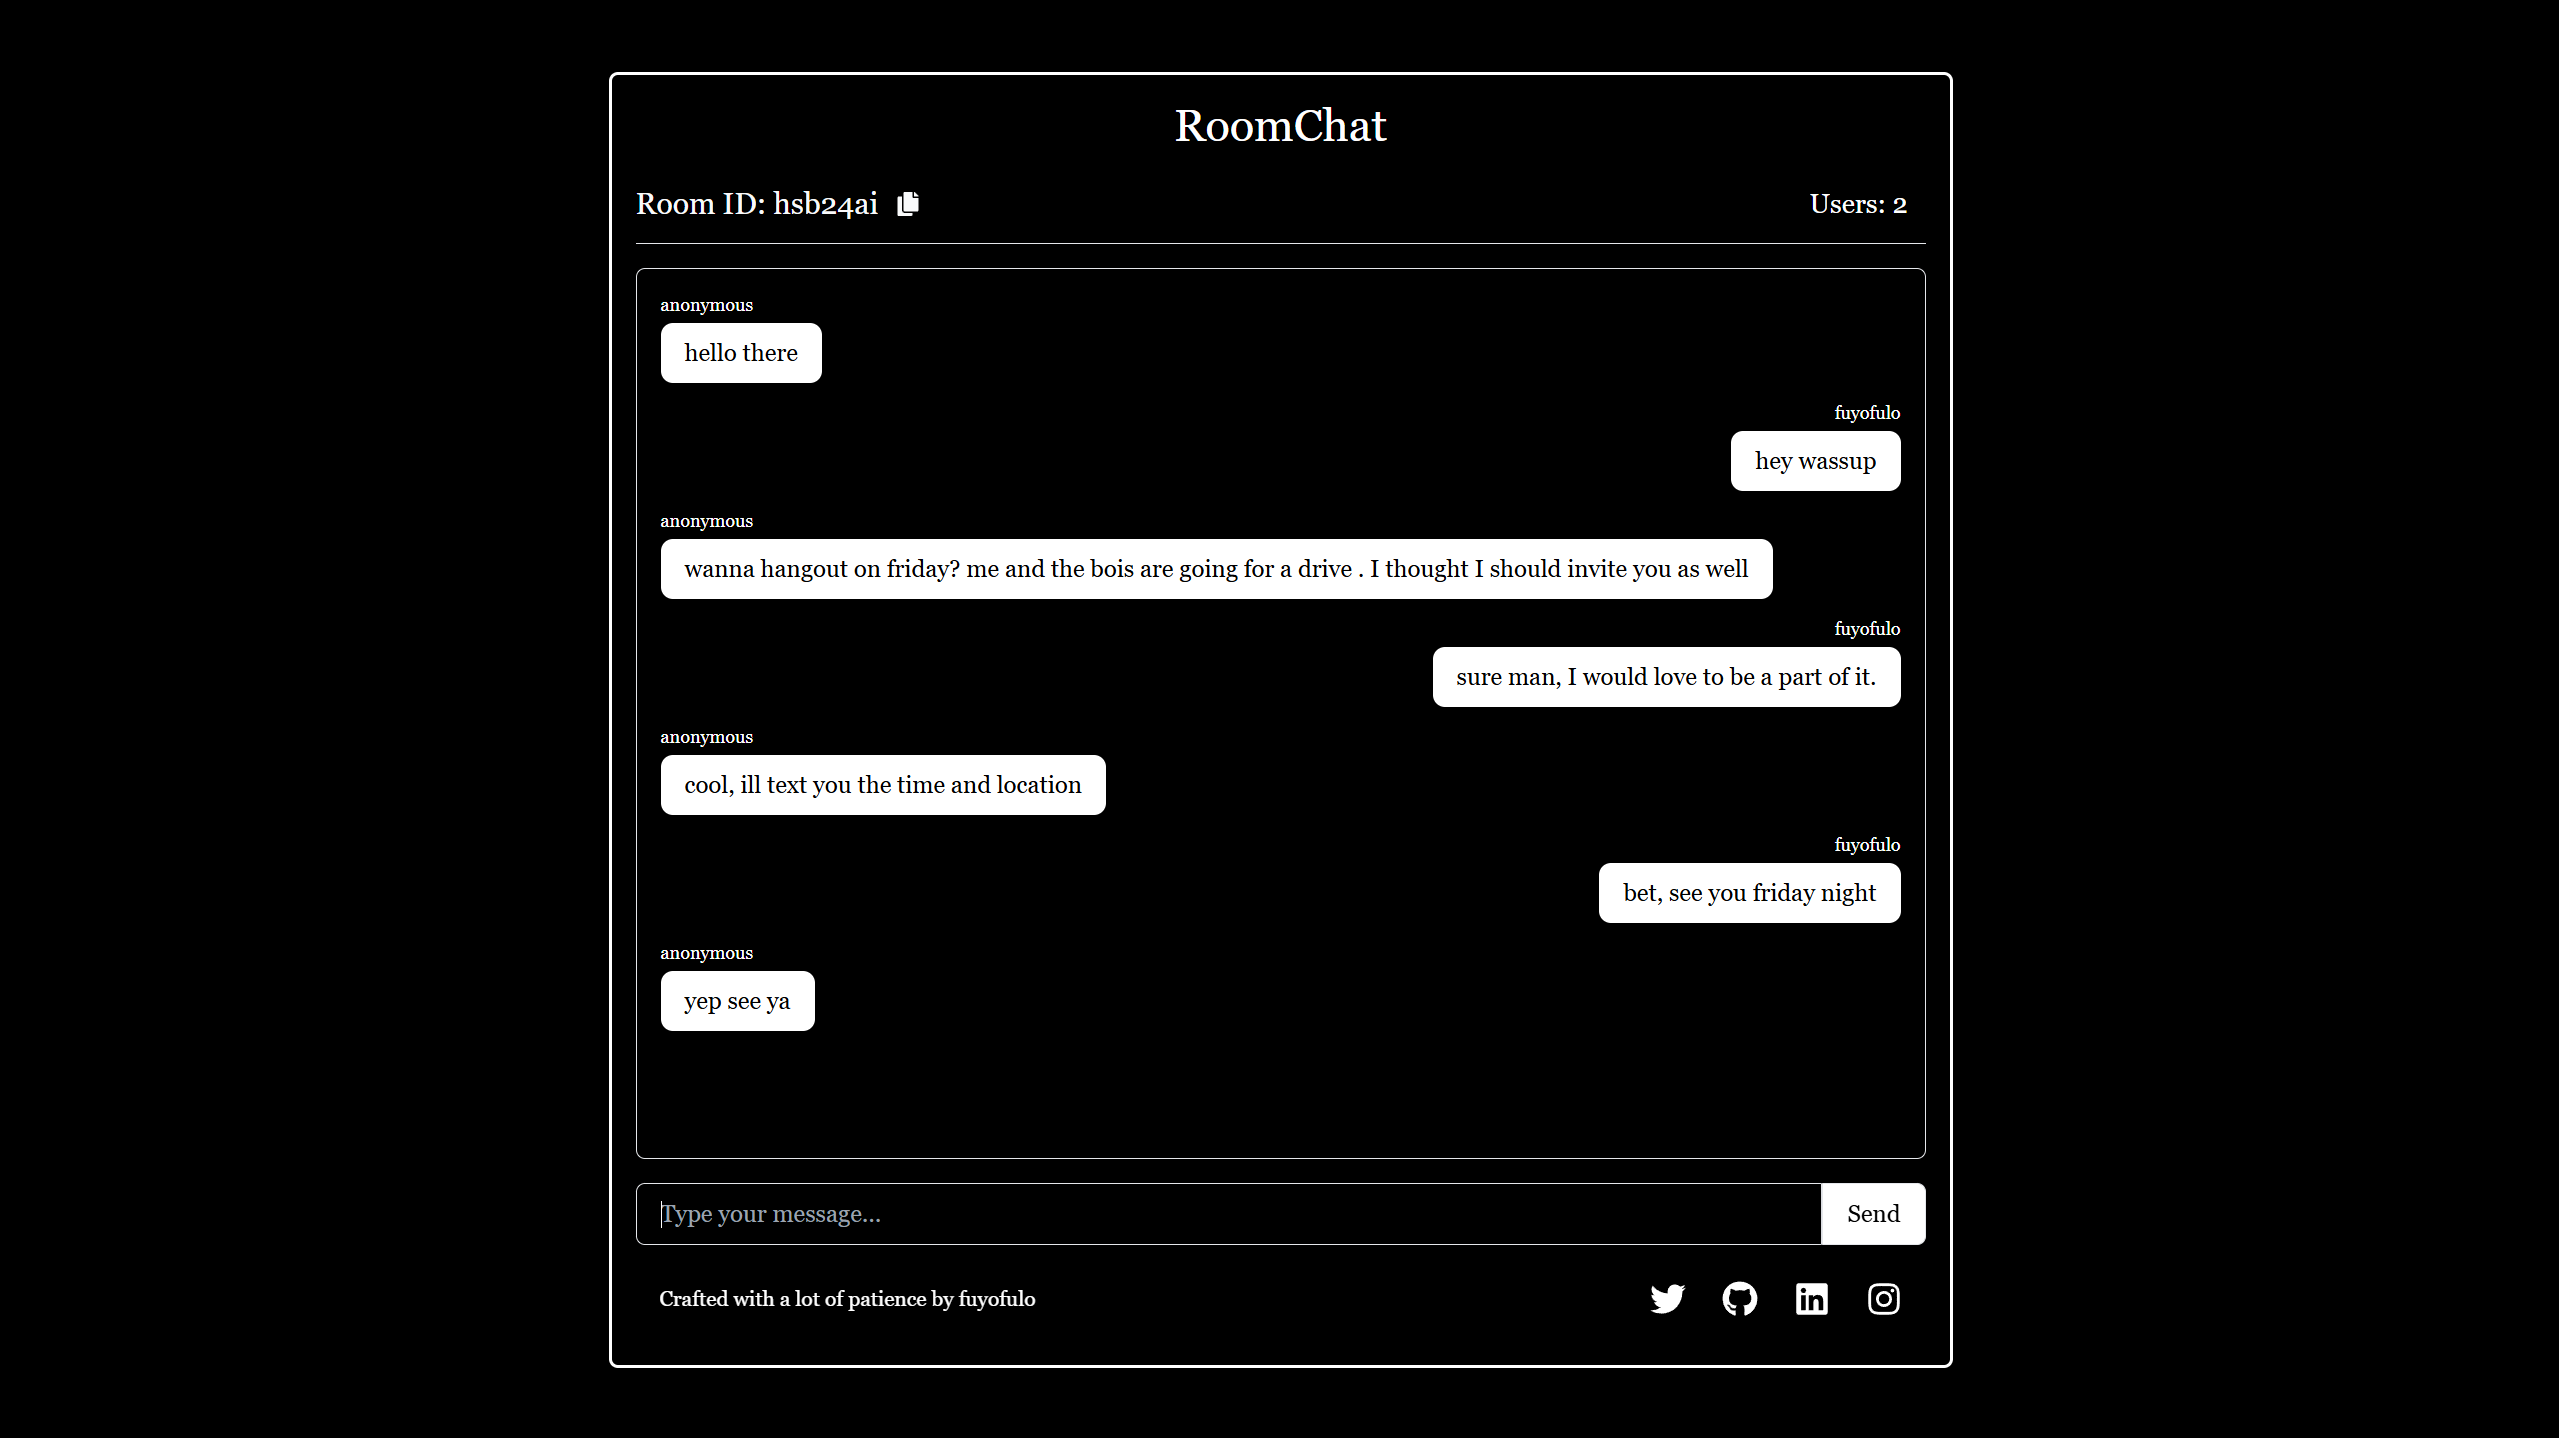 RoomChat
Room ID: hsb24ai
Users: 2
anonymous
hello there
fuyofulo
hey wassup
anonymous
wanna hangout on friday? me and the bois are going for a drive . I thought I should invite you as well
fuyofulo
sure man, I would love to be a part of it.
anonymous
cool, ill text you the time and location
fuyofulo
bet, see you friday night
anonymous
yep see ya
Type your message...
Send
Crafted with a lot of patience by fuyofulo
in